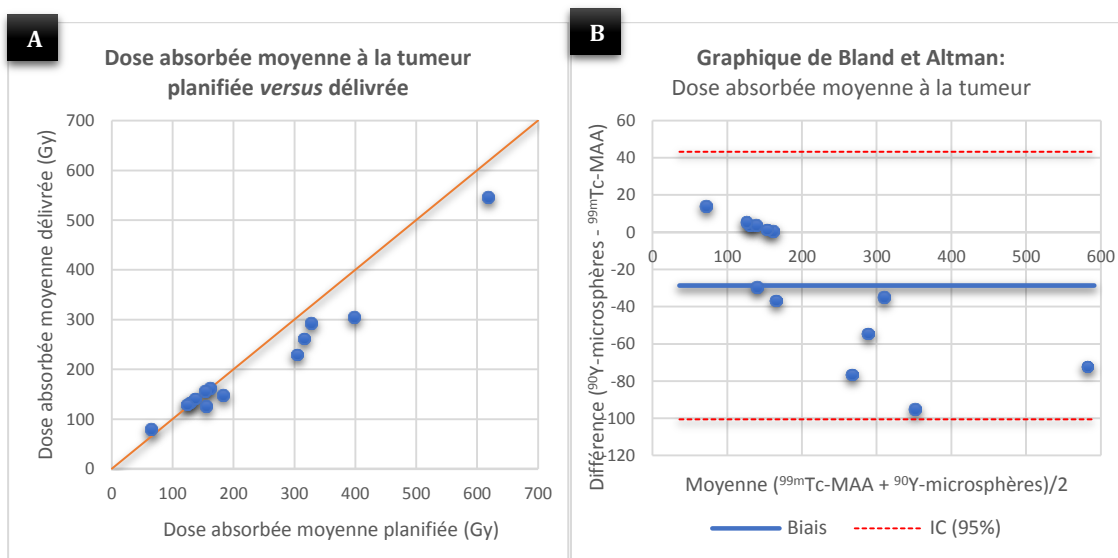 A
Dose absorbée moyenne à la tumeur
planifiée versus délivrée
Dose absorbée moyenne délivrée (Gy)
700
600
500
400
300
200
100
0
0 100 200 300 400 500 600 700
Dose absorbée moyenne planifiée (Gy)
B
Graphique de Bland et Altman:
Dose absorbée moyenne à la tumeur
Différence (⁹⁰Y-microsphères - ⁹⁹ᵐTc-MAA)
60
40
20
0
-20
-40
-60
-80
-100
-120
0 100 200 300 400 500 600
Moyenne (⁹⁹ᵐTc-MAA + ⁹⁰Y-microsphères)/2
Biais IC (95%)